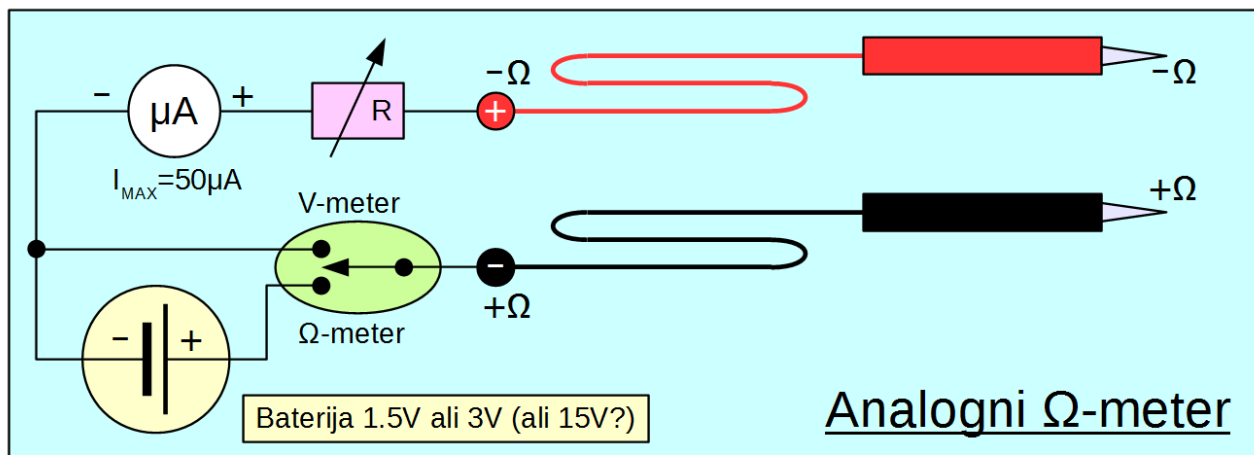 −Ω
− μA + R + −Ω
I_MAX=50μA
V-meter
+Ω
−
+Ω
Ω-meter
− +
Baterija 1.5V ali 3V (ali 15V?)
Analogni Ω-meter